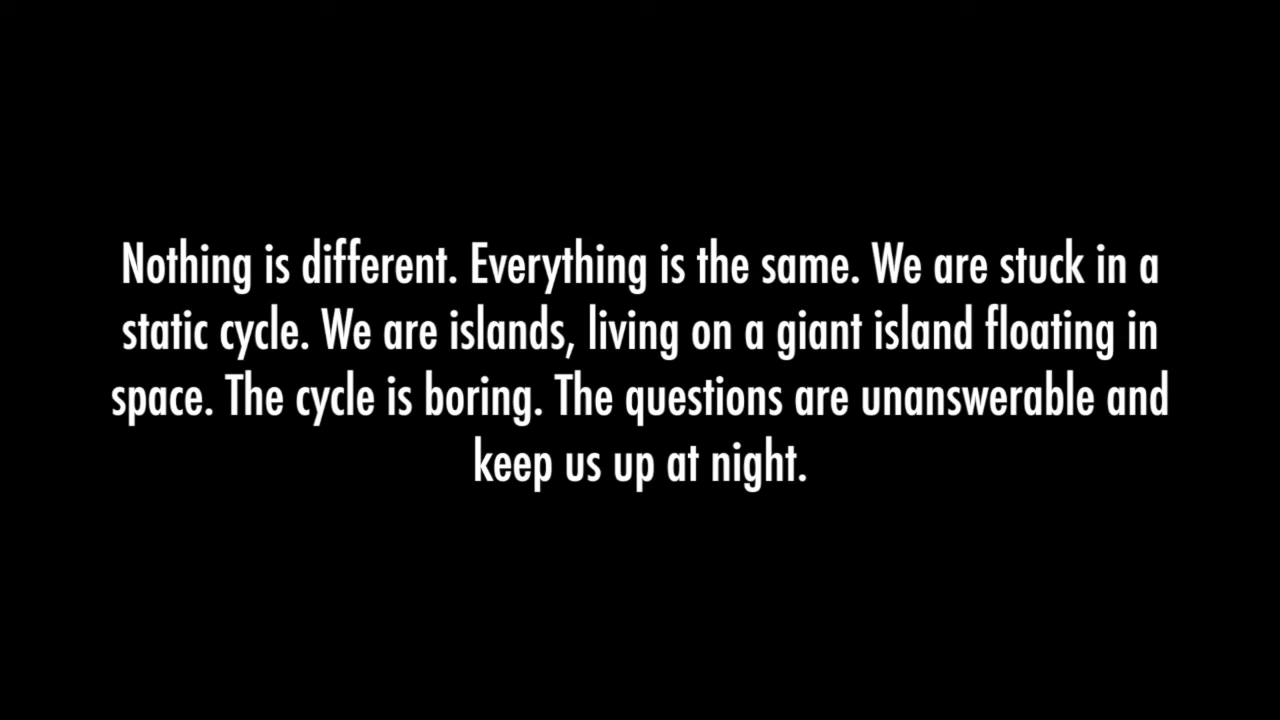 Nothing is different. Everything is the same. We are stuck in a
static cycle. We are islands, living on a giant island floating in
space. The cycle is boring. The questions are unanswerable and
keep us up at night.